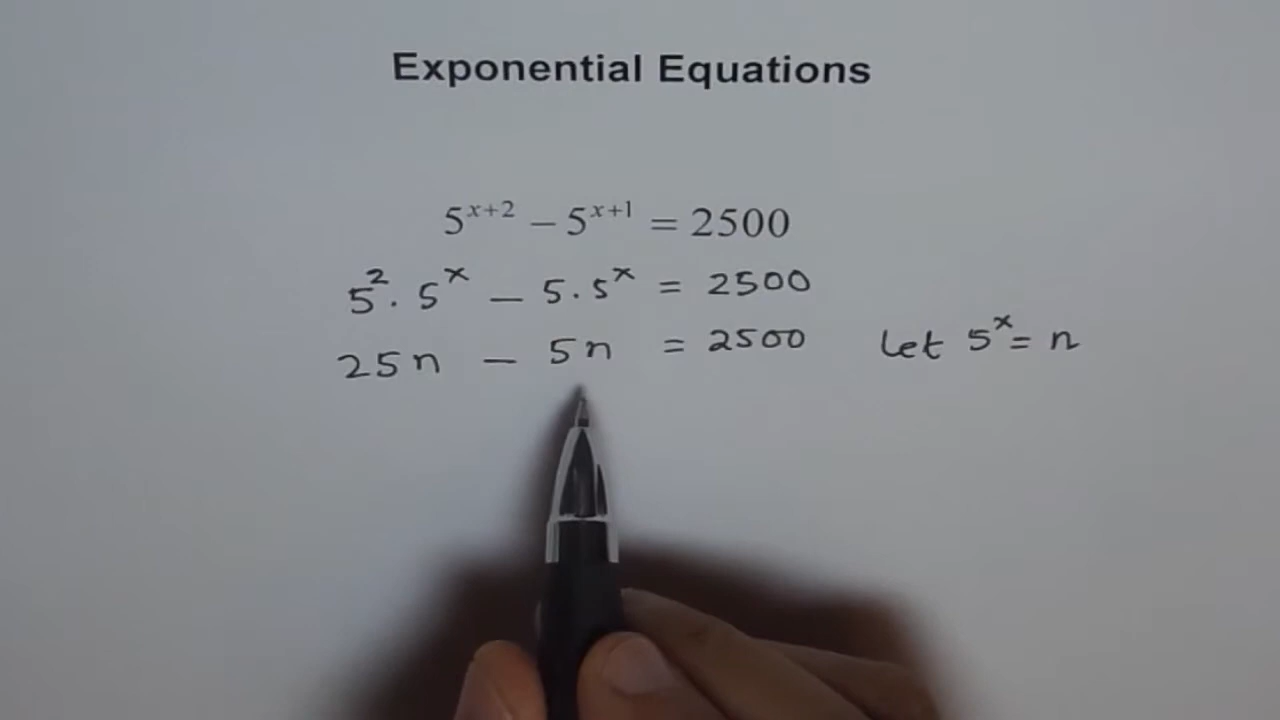 Exponential Equations
5^{x+2} − 5^{x+1} = 2500
5^2 · 5^x − 5 · 5^x = 2500
25n − 5n = 2500 let 5^x = n